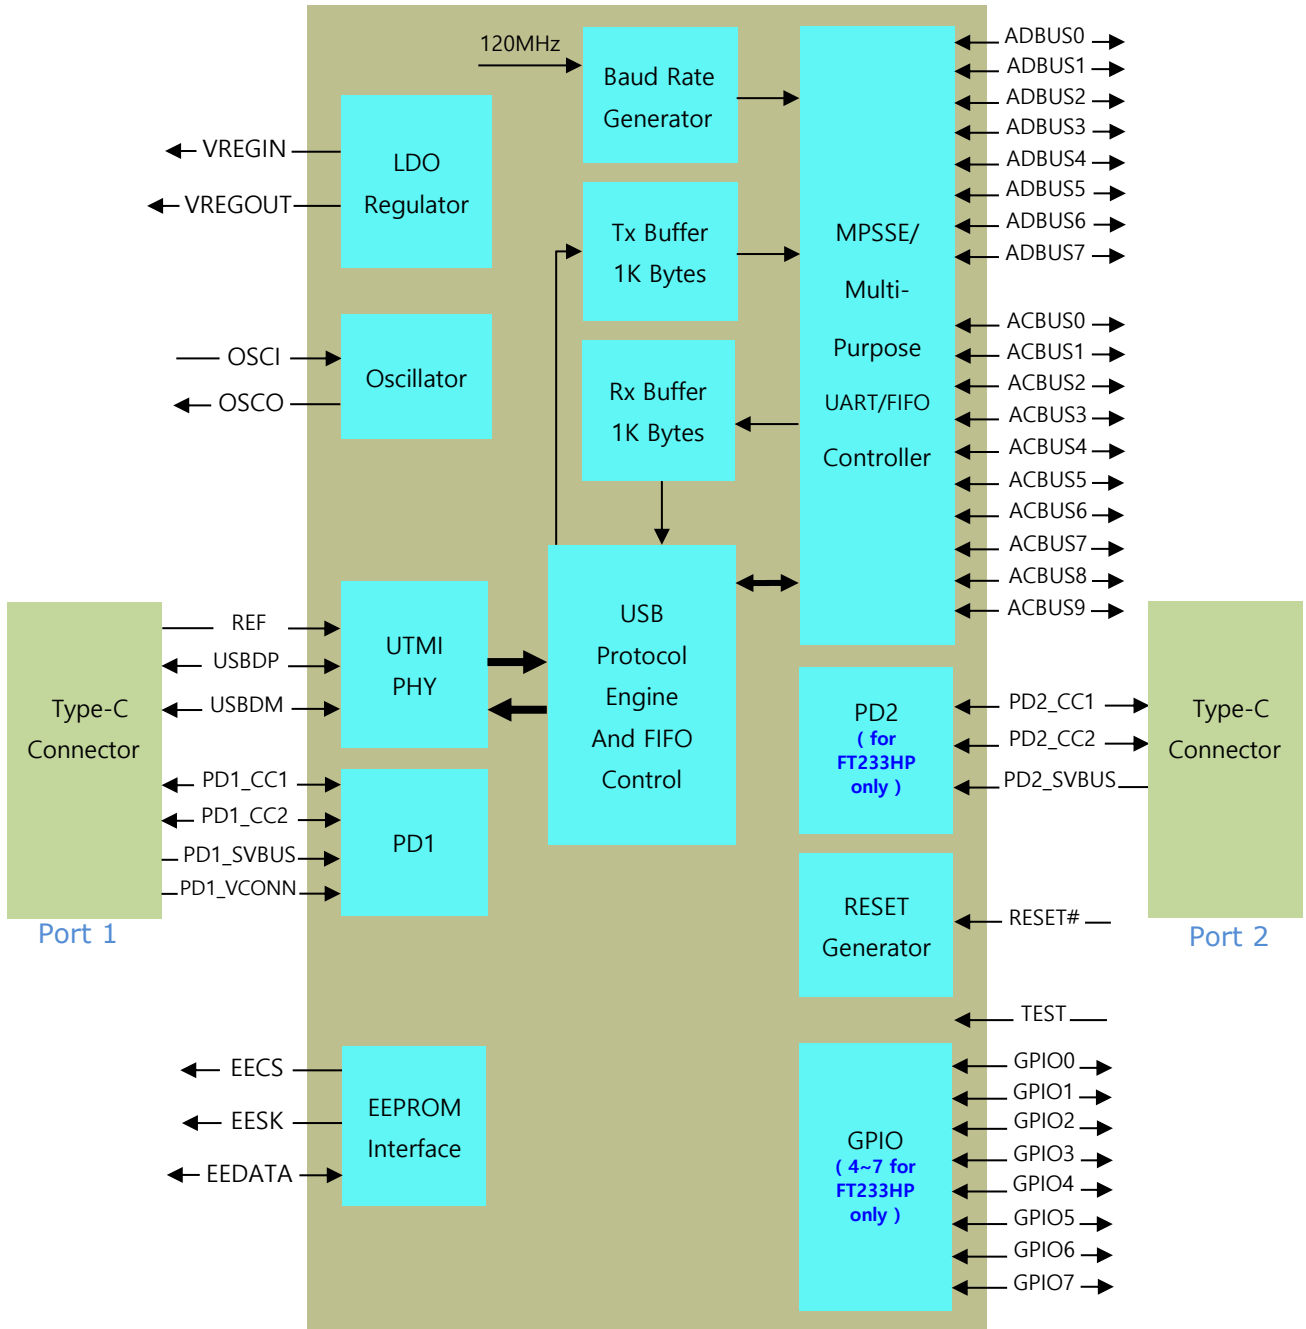 120MHz
Baud Rate
Generator
LDO
Regulator
VREGIN
VREGOUT
Tx Buffer
1K Bytes
Oscillator
OSCI
OSCO
Rx Buffer
1K Bytes
MPSSE/
Multi-
Purpose
UART/FIFO
Controller
ADBUS0
ADBUS1
ADBUS2
ADBUS3
ADBUS4
ADBUS5
ADBUS6
ADBUS7
ACBUS0
ACBUS1
ACBUS2
ACBUS3
ACBUS4
ACBUS5
ACBUS6
ACBUS7
ACBUS8
ACBUS9
Type-C
Connector
Port 1
REF
USBDP
USBDM
PD1_CC1
PD1_CC2
PD1_SVBUS
PD1_VCONN
UTMI
PHY
PD1
USB
Protocol
Engine
And FIFO
Control
PD2
( for
FT233HP
only )
PD2_CC1
PD2_CC2
PD2_SVBUS
Type-C
Connector
Port 2
RESET
Generator
RESET#
TEST
EECS
EESK
EEDATA
EEPROM
Interface
GPIO
( 4~7 for
FT233HP
only )
GPIO0
GPIO1
GPIO2
GPIO3
GPIO4
GPIO5
GPIO6
GPIO7